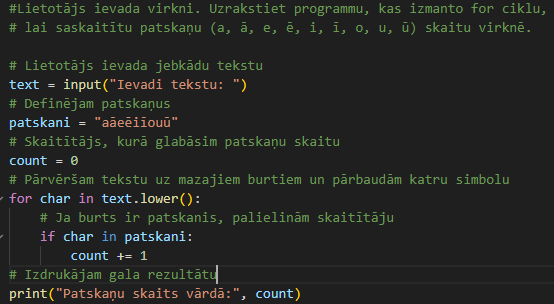 #Lietotājs ievada virkni. Uzrakstiet programmu, kas izmanto for ciklu,
# lai saskaitītu patskaņu (a, ā, e, ē, i, ī, o, u, ū) skaitu virknē.
# Lietotājs ievada jebkādu tekstu
text = input("Ievadi tekstu: ")
# Definējam patskaņus
patskani = "aāeēiīouū"
# Skaitītājs, kurā glabāsim patskaņu skaitu
count = 0
# Pārvēršam tekstu uz mazajiem burtiem un pārbaudām katru simbolu
for char in text.lower():
    # Ja burts ir patskanis, palielinām skaitītāju
    if char in patskani:
        count += 1
# Izdrukājam gala rezultātu
print("Patskaņu skaits vārdā:", count)